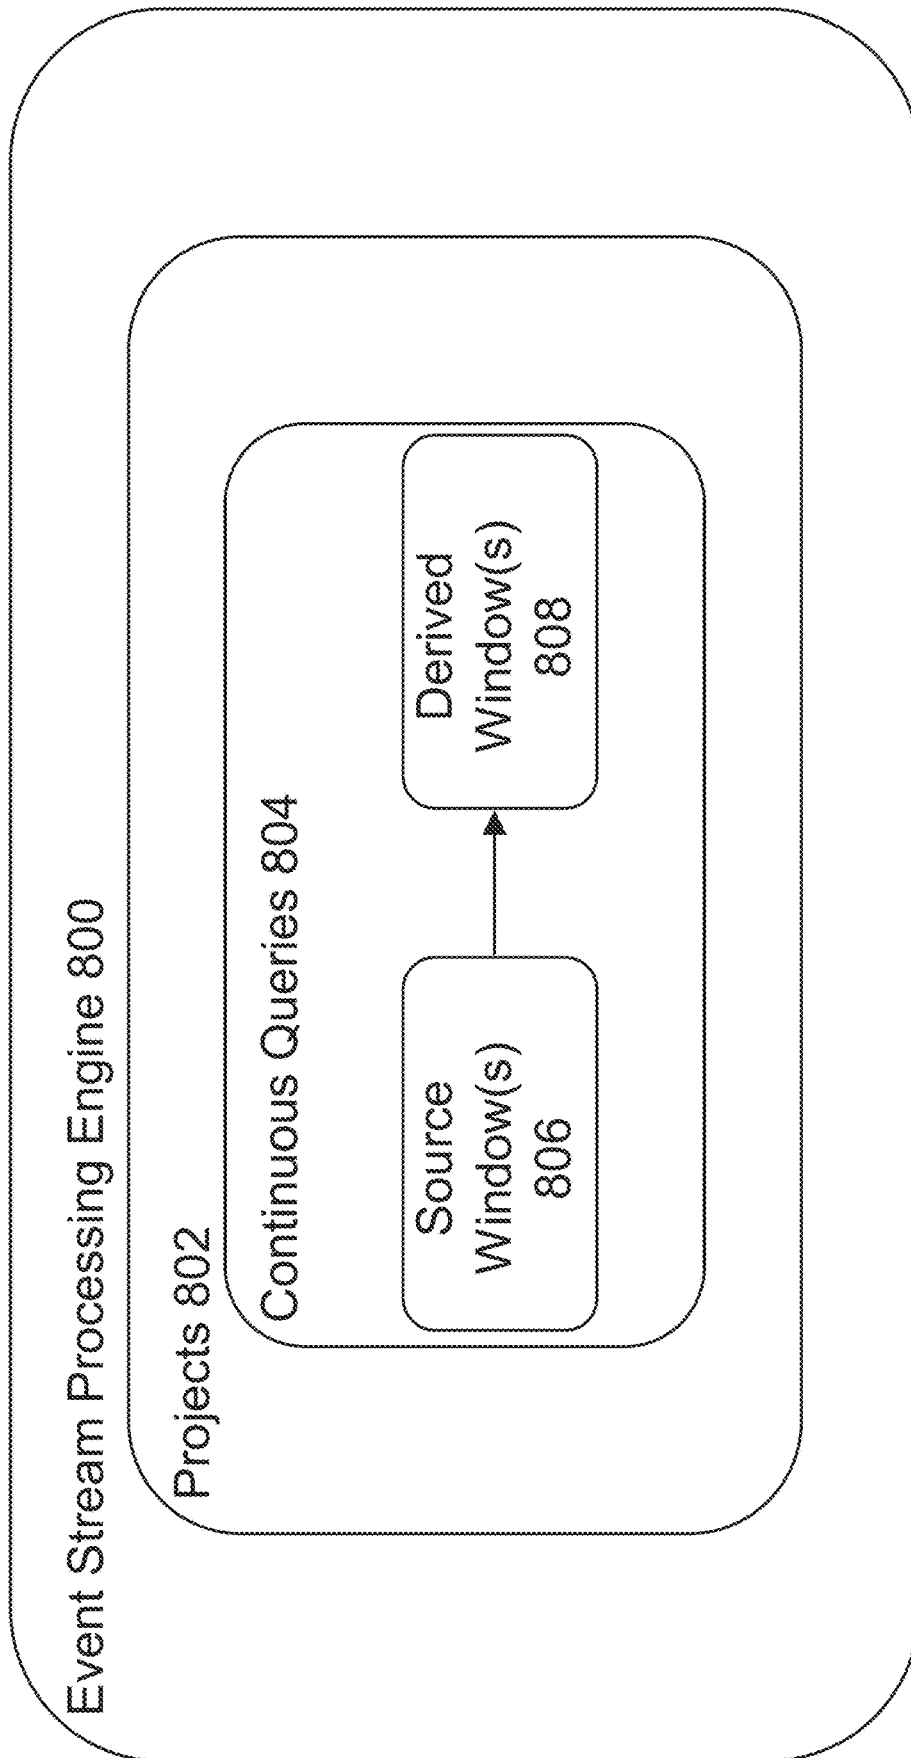 Event Stream Processing Engine 800
Projects 802
Continuous Queries 804
Source
Window(s)
806
Derived
Window(s)
808